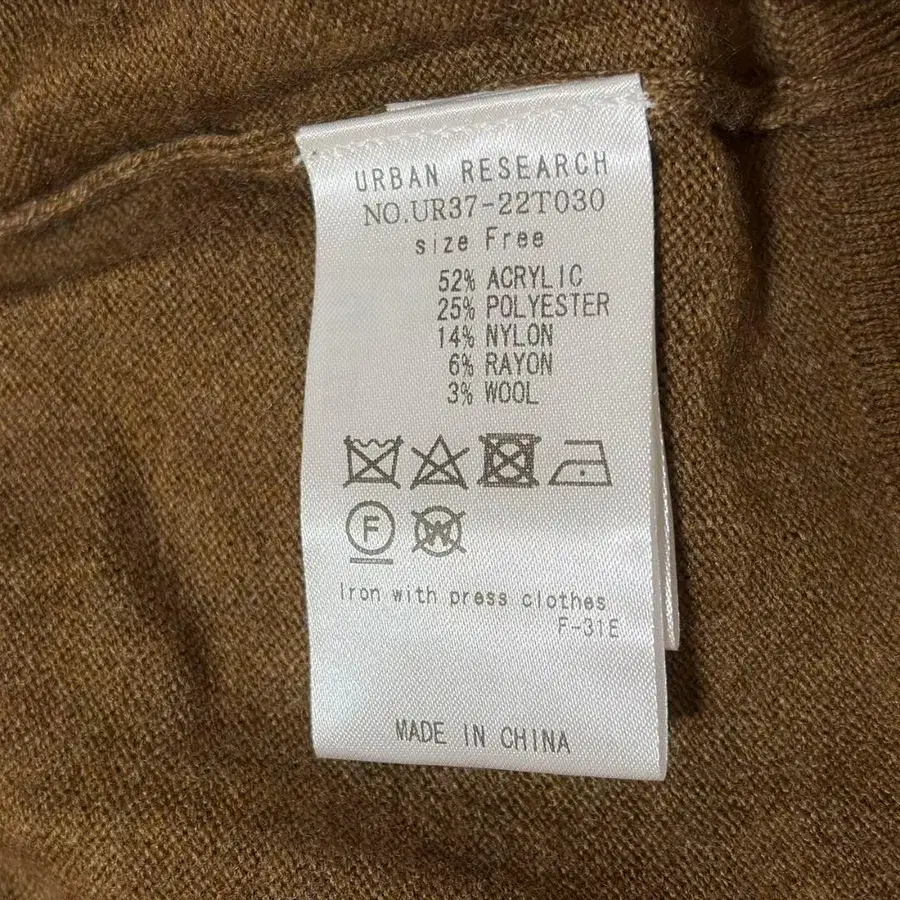 URBAN RESEARCH
NO.UR37-22T030
size Free
52% ACRYLIC
25% POLYESTER
14% NYLON
6% RAYON
3% WOOL
F W
Iron with press clothes
F-31E
MADE IN CHINA